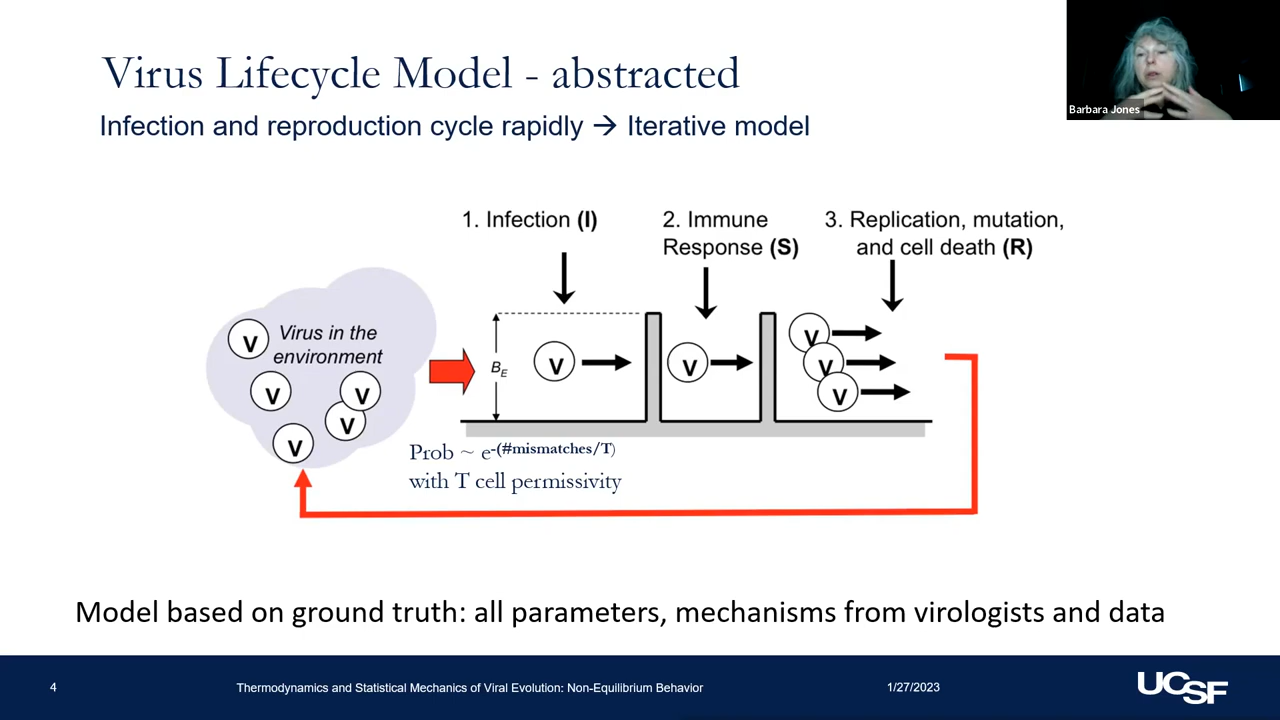 Virus Lifecycle Model - abstracted
Infection and reproduction cycle rapidly → Iterative model
Barbara Jones
1. Infection (I)
2. Immune
Response (S)
3. Replication, mutation,
and cell death (R)
Virus in the
environment
V
V
V
V
V
B_E
V
V
V
V
V
Prob ~ e-(#mismatches/T)
with T cell permissivity
Model based on ground truth: all parameters, mechanisms from virologists and data
4
Thermodynamics and Statistical Mechanics of Viral Evolution: Non-Equilibrium Behavior
1/27/2023
UCSF